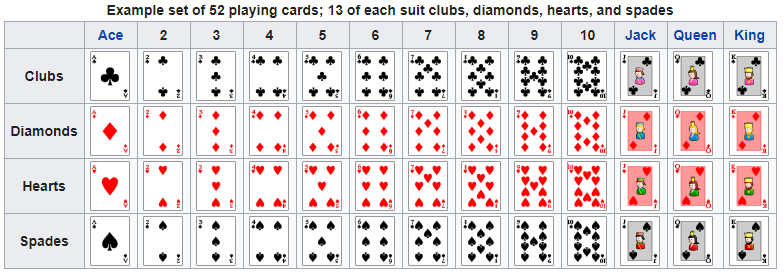 Example set of 52 playing cards; 13 of each suit clubs, diamonds, hearts, and spades
Ace 2 3 4 5 6 7 8 9 10 Jack Queen King
Clubs
Diamonds
Hearts
Spades